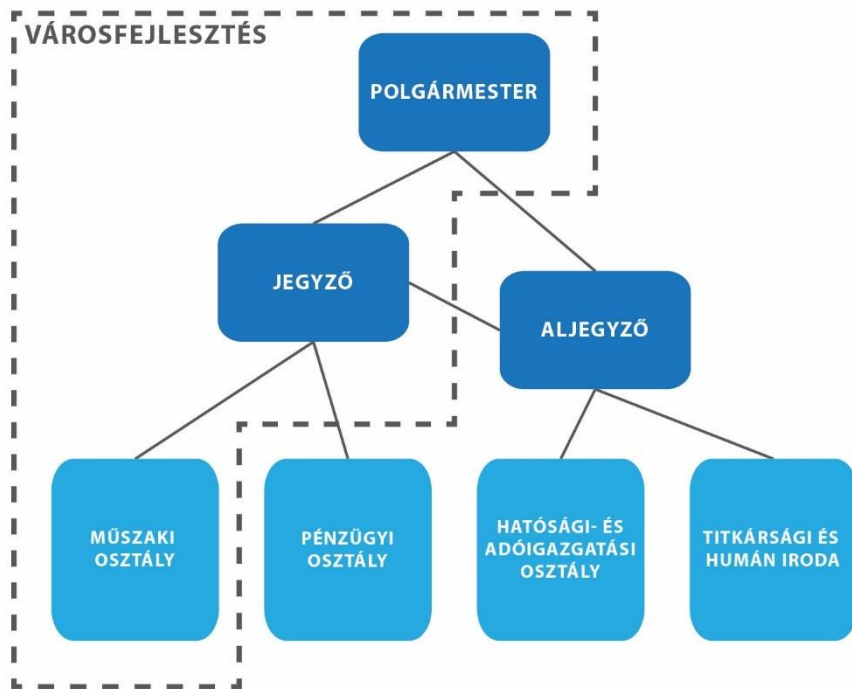 VÁROSFEJLESZTÉS
POLGÁRMESTER
JEGYZŐ
ALJEGYZŐ
MŰSZAKI
OSZTÁLY
PÉNZÜGYI
OSZTÁLY
HATÓSÁGI- ÉS
ADÓIGAZGATÁSI
OSZTÁLY
TITKÁRSÁGI ÉS
HUMÁN IRODA